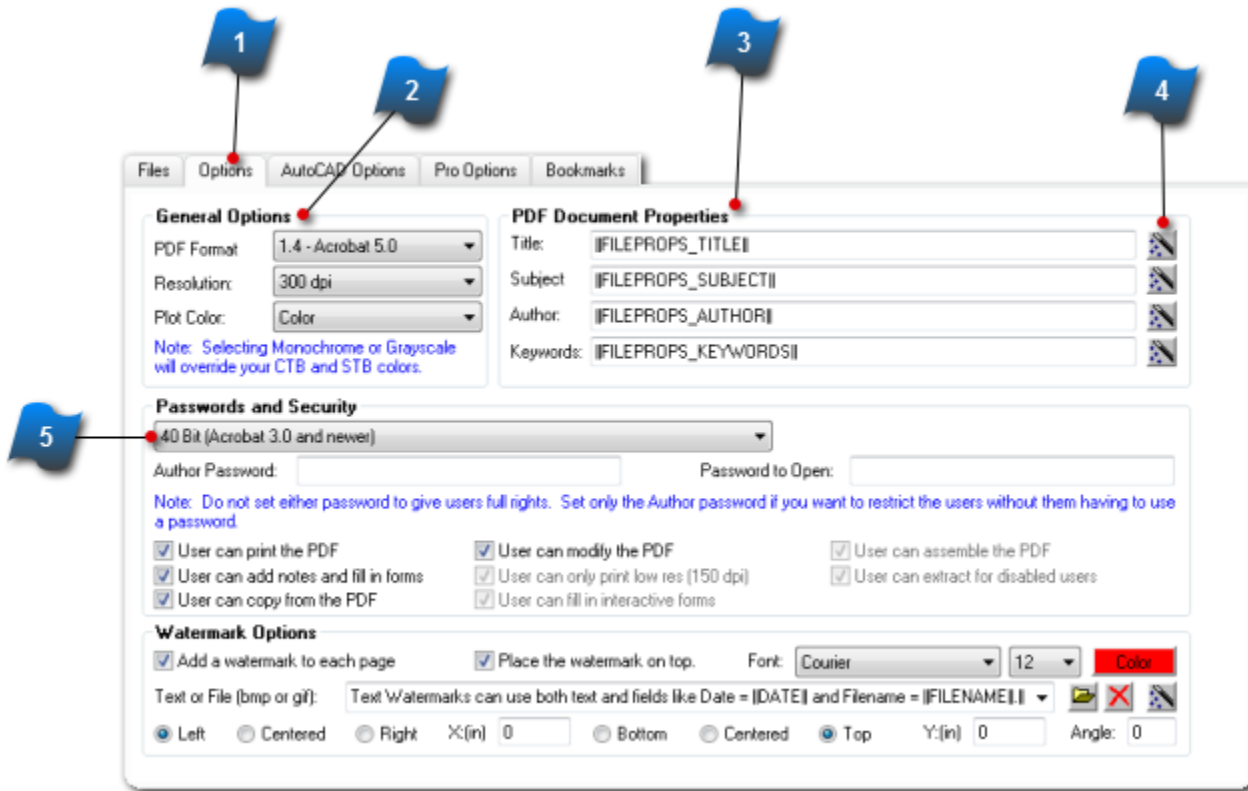 1
2
3
4
Files Options AutoCAD Options Pro Options Bookmarks
General Options
PDF Format 1.4 - Acrobat 5.0
Resolution: 300 dpi
Plot Color: Color
Note: Selecting Monochrome or Grayscale
will override your CTB and STB colors.
PDF Document Properties
Title: ||FILEPROPS_TITLE||
Subject ||FILEPROPS_SUBJECT||
Author: ||FILEPROPS_AUTHOR||
Keywords: ||FILEPROPS_KEYWORDS||
5
Passwords and Security
40 Bit (Acrobat 3.0 and newer)
Author Password: Password to Open:
Note: Do not set either password to give users full rights. Set only the Author password if you want to restrict the users without them having to use
a password.
User can print the PDF User can modify the PDF User can assemble the PDF
User can add notes and fill in forms User can only print low res (150 dpi) User can extract for disabled users
User can copy from the PDF User can fill in interactive forms
Watermark Options
Add a watermark to each page Place the watermark on top. Font: Courier 12 Color
Text or File (bmp or gif): Text Watermarks can use both text and fields like Date = ||DATE|| and Filename = ||FILENAME||.||
Left Centered Right X:(in) 0 Bottom Centered Top Y:(in) 0 Angle: 0